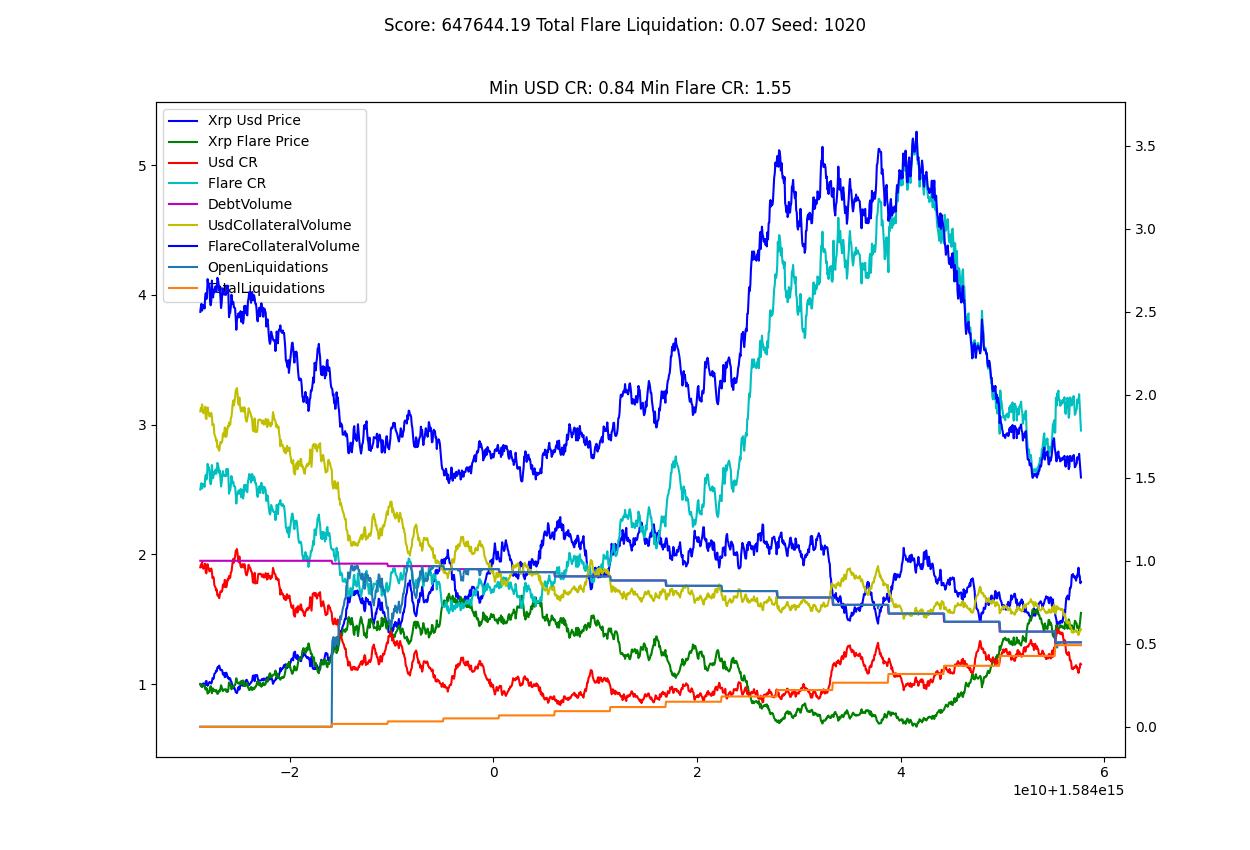 Score: 647644.19 Total Flare Liquidation: 0.07 Seed: 1020
Min USD CR: 0.84 Min Flare CR: 1.55
Xrp Usd Price
Xrp Flare Price
Usd CR
Flare CR
DebtVolume
UsdCollateralVolume
FlareCollateralVolume
OpenLiquidations
TotalLiquidations
5
4
3
2
1
3.5
3.0
2.5
2.0
1.5
1.0
0.5
0.0
−2
0
2
4
6
1e10+1.584e15